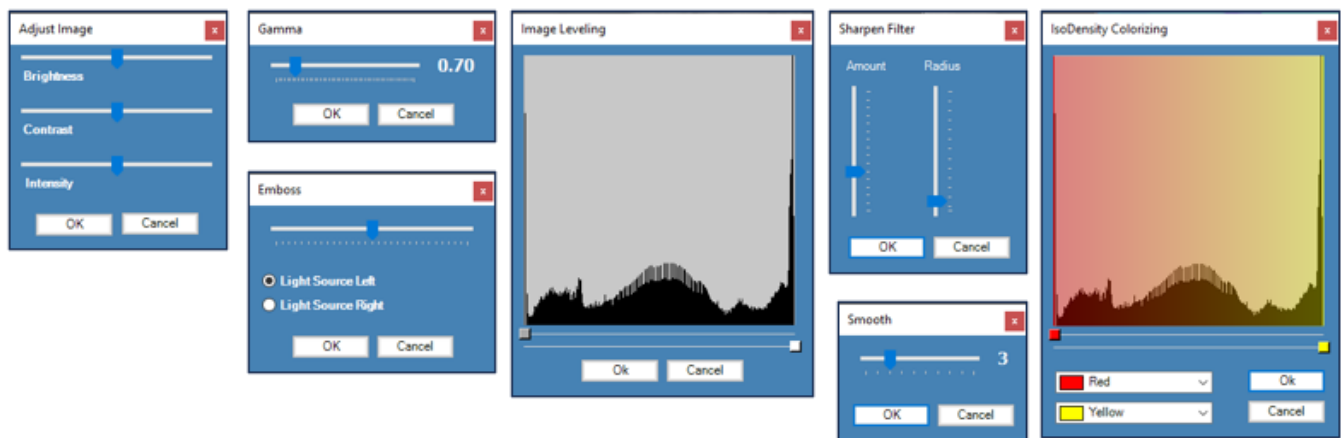 Adjust Image
x
Brightness
Contrast
Intensity
OK
Cancel
Gamma
x
0.70
OK
Cancel
Emboss
x
Light Source Left
Light Source Right
OK
Cancel
Image Leveling
x
Ok
Cancel
Sharpen Filter
x
Amount
Radius
OK
Cancel
Smooth
x
3
OK
Cancel
IsoDensity Colorizing
x
Red
Ok
Yellow
Cancel